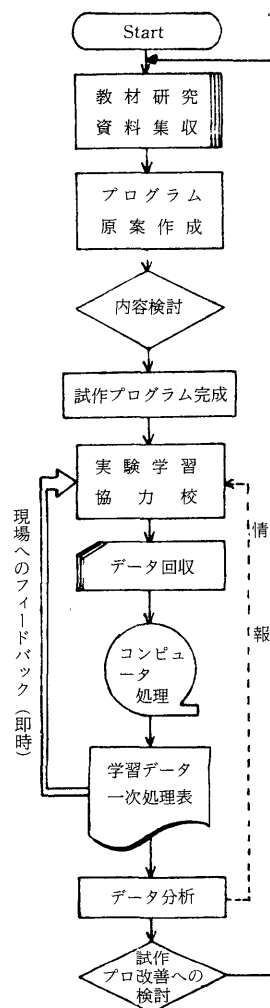 Start
教材研究
資料集収
プログラム
原案作成
内容検討
試作プログラム完成
実験学習
協力校
データ回収
コンピュ
ータ
処理
学習データ
一次処理表
データ分析
試作
プロ改善への
検討
現場へのフィードバック（即時）
情報